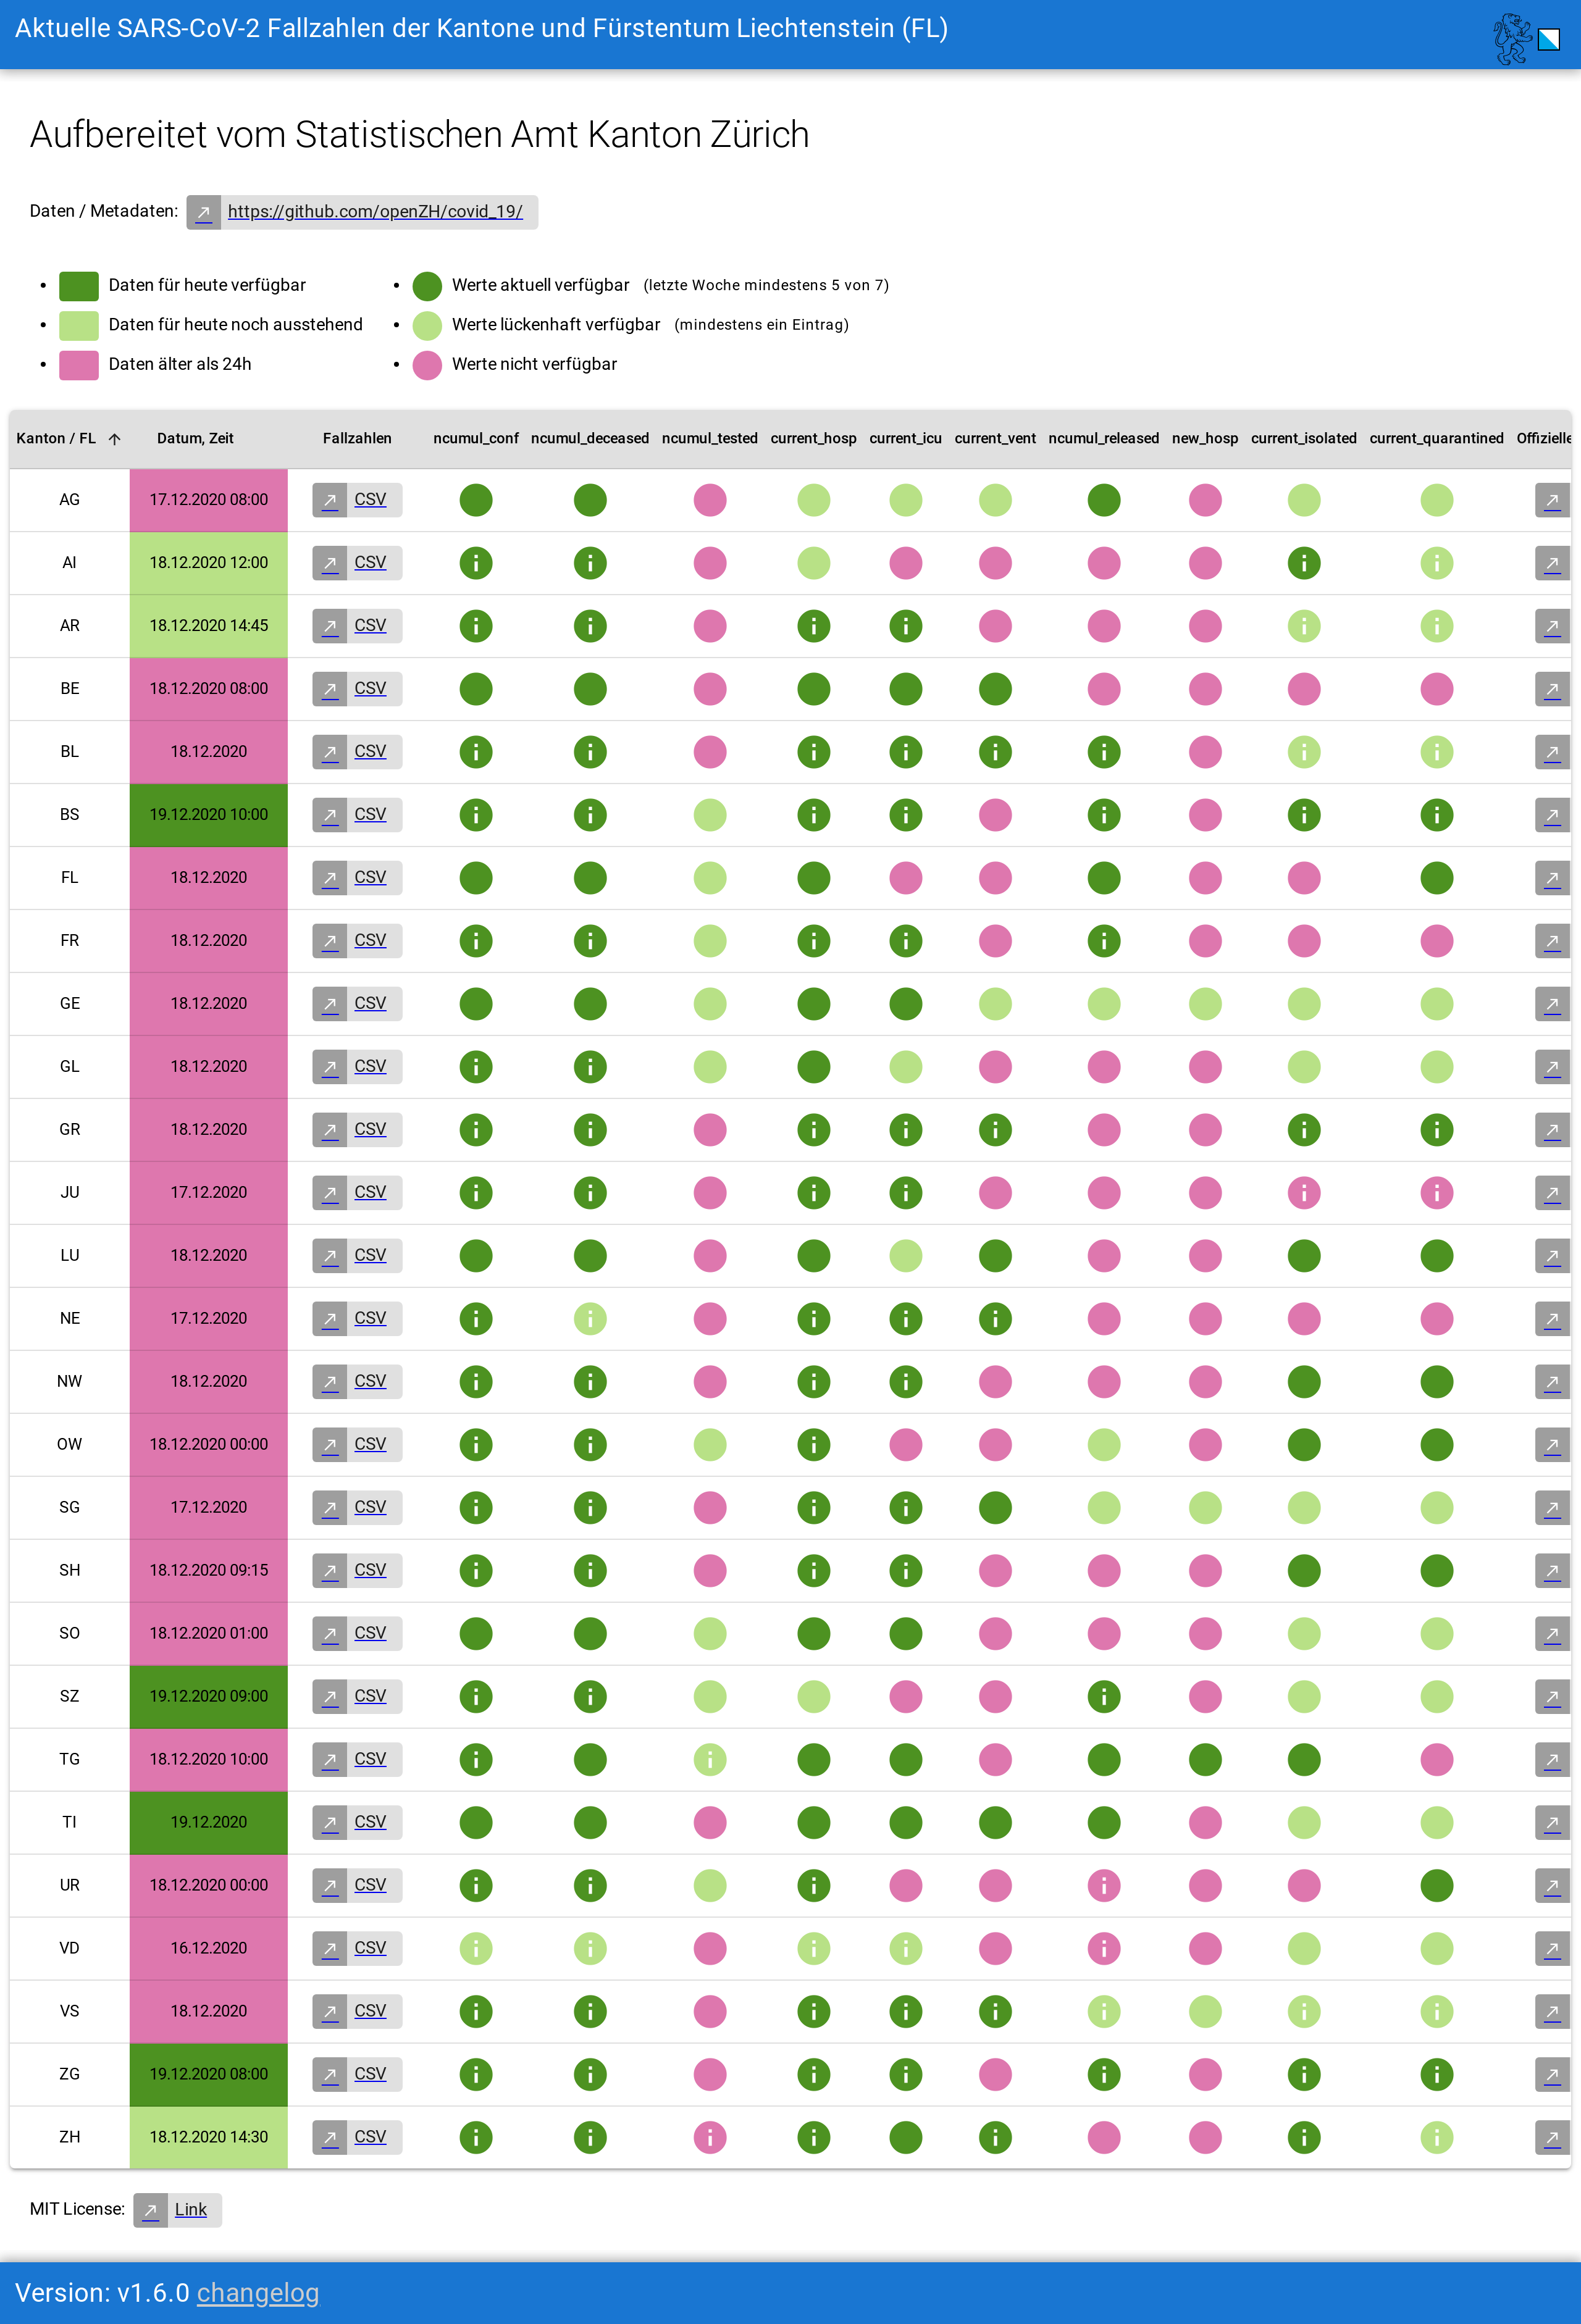 Aktuelle SARS-CoV-2 Fallzahlen der Kantone und Fürstentum Liechtenstein (FL)
Aufbereitet vom Statistischen Amt Kanton Zürich
Daten / Metadaten: https://github.com/openZH/covid_19/
Daten für heute verfügbar
Daten für heute noch ausstehend
Daten älter als 24h
Werte aktuell verfügbar (letzte Woche mindestens 5 von 7)
Werte lückenhaft verfügbar (mindestens ein Eintrag)
Werte nicht verfügbar
Kanton / FL Datum, Zeit Fallzahlen ncumul_conf ncumul_deceased ncumul_tested current_hosp current_icu current_vent ncumul_released new_hosp current_isolated current_quarantined Offizielle
AG 17.12.2020 08:00 CSV
AI 18.12.2020 12:00 CSV
AR 18.12.2020 14:45 CSV
BE 18.12.2020 08:00 CSV
BL 18.12.2020 CSV
BS 19.12.2020 10:00 CSV
FL 18.12.2020 CSV
FR 18.12.2020 CSV
GE 18.12.2020 CSV
GL 18.12.2020 CSV
GR 18.12.2020 CSV
JU 17.12.2020 CSV
LU 18.12.2020 CSV
NE 17.12.2020 CSV
NW 18.12.2020 CSV
OW 18.12.2020 00:00 CSV
SG 17.12.2020 CSV
SH 18.12.2020 09:15 CSV
SO 18.12.2020 01:00 CSV
SZ 19.12.2020 09:00 CSV
TG 18.12.2020 10:00 CSV
TI 19.12.2020 CSV
UR 18.12.2020 00:00 CSV
VD 16.12.2020 CSV
VS 18.12.2020 CSV
ZG 19.12.2020 08:00 CSV
ZH 18.12.2020 14:30 CSV
MIT License: Link
Version: v1.6.0 changelog